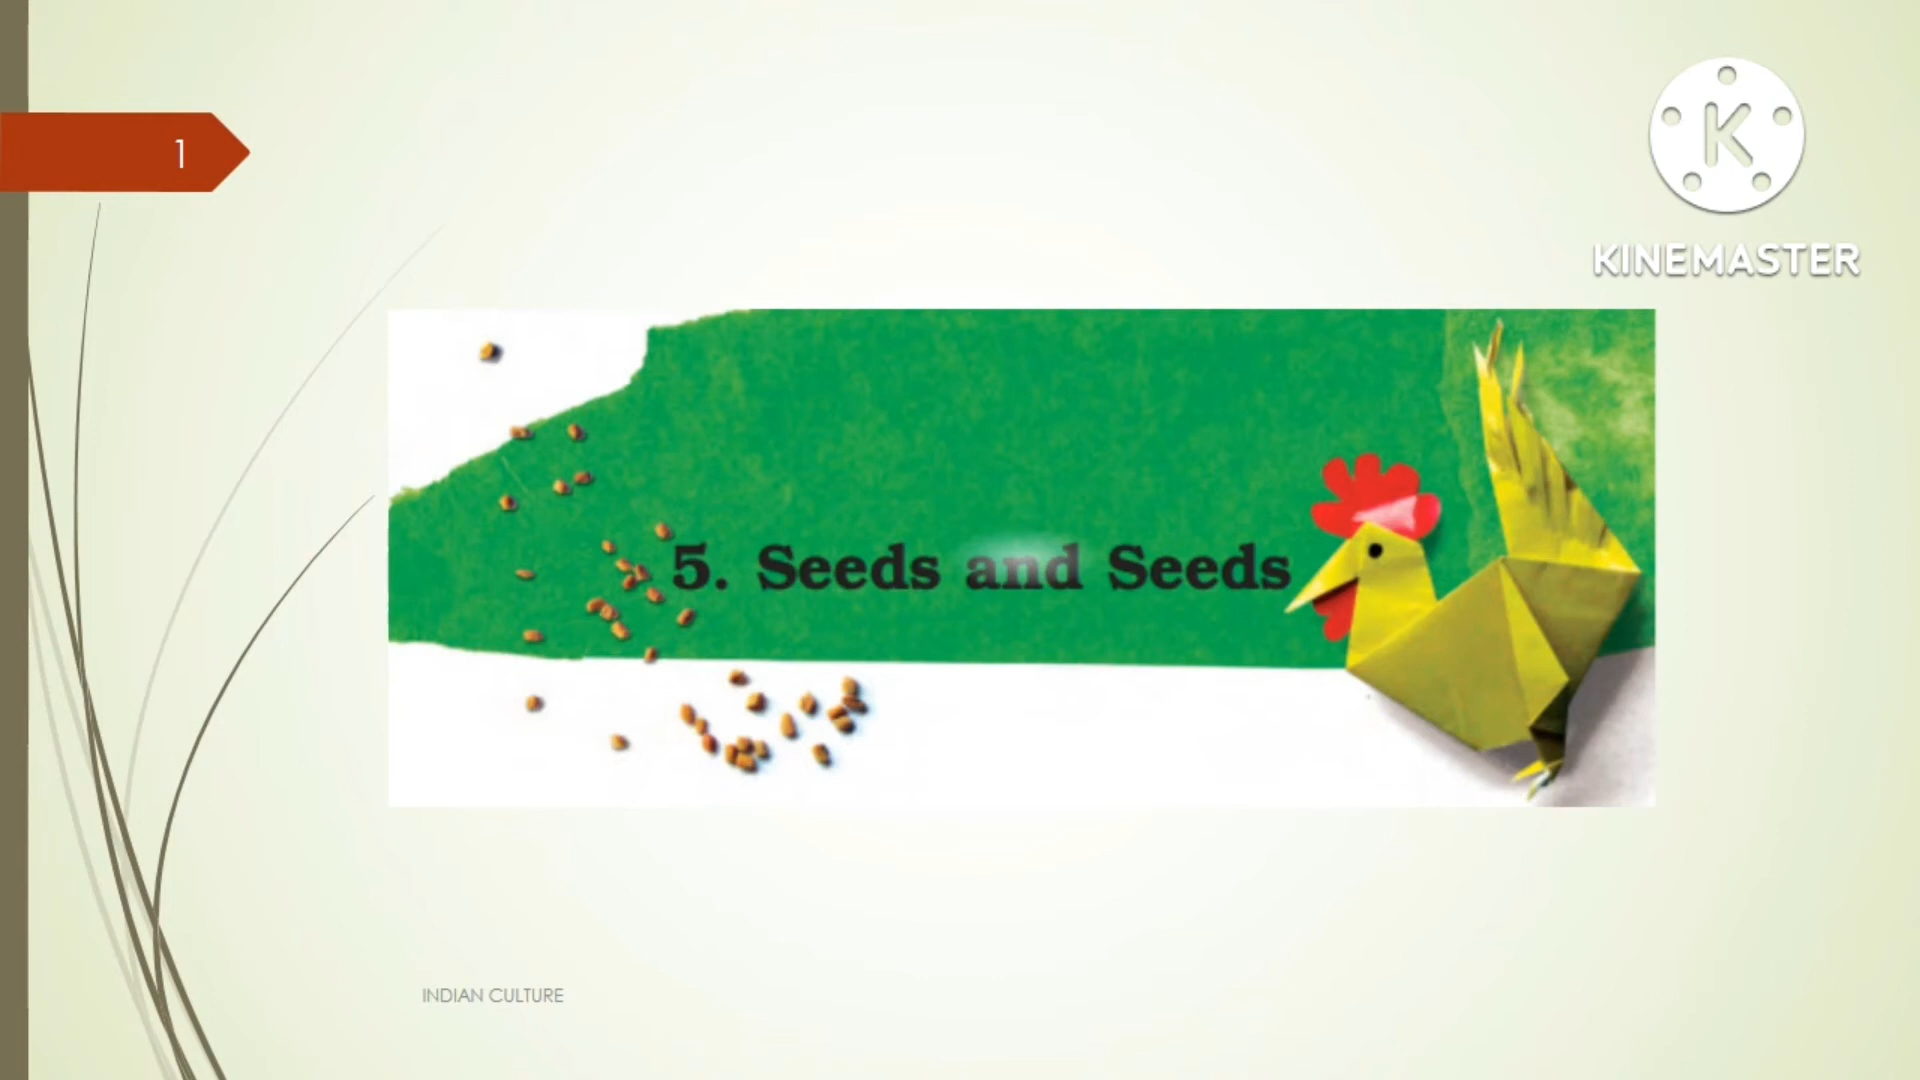 1
K
KINEMASTER
5. Seeds and Seeds
INDIAN CULTURE